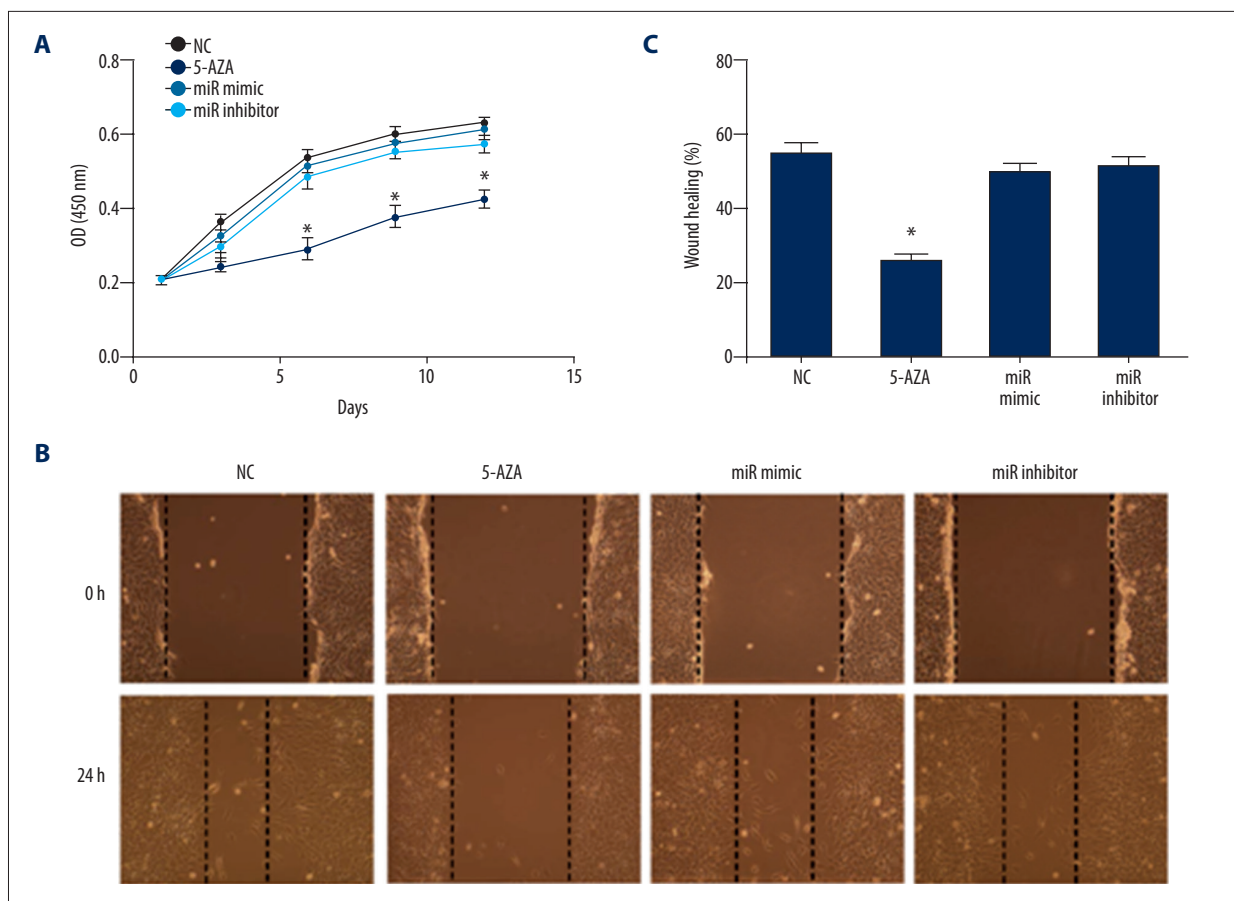 A
NC
5-AZA
miR mimic
miR inhibitor
0.8
0.6
0.4
0.2
0.0
OD (450 nm)
* * *
0 5 10 15
Days
C
80
60
40
20
0
Wound healing (%)
*
NC 5-AZA miR mimic miR inhibitor
B
NC 5-AZA miR mimic miR inhibitor
0 h
24 h